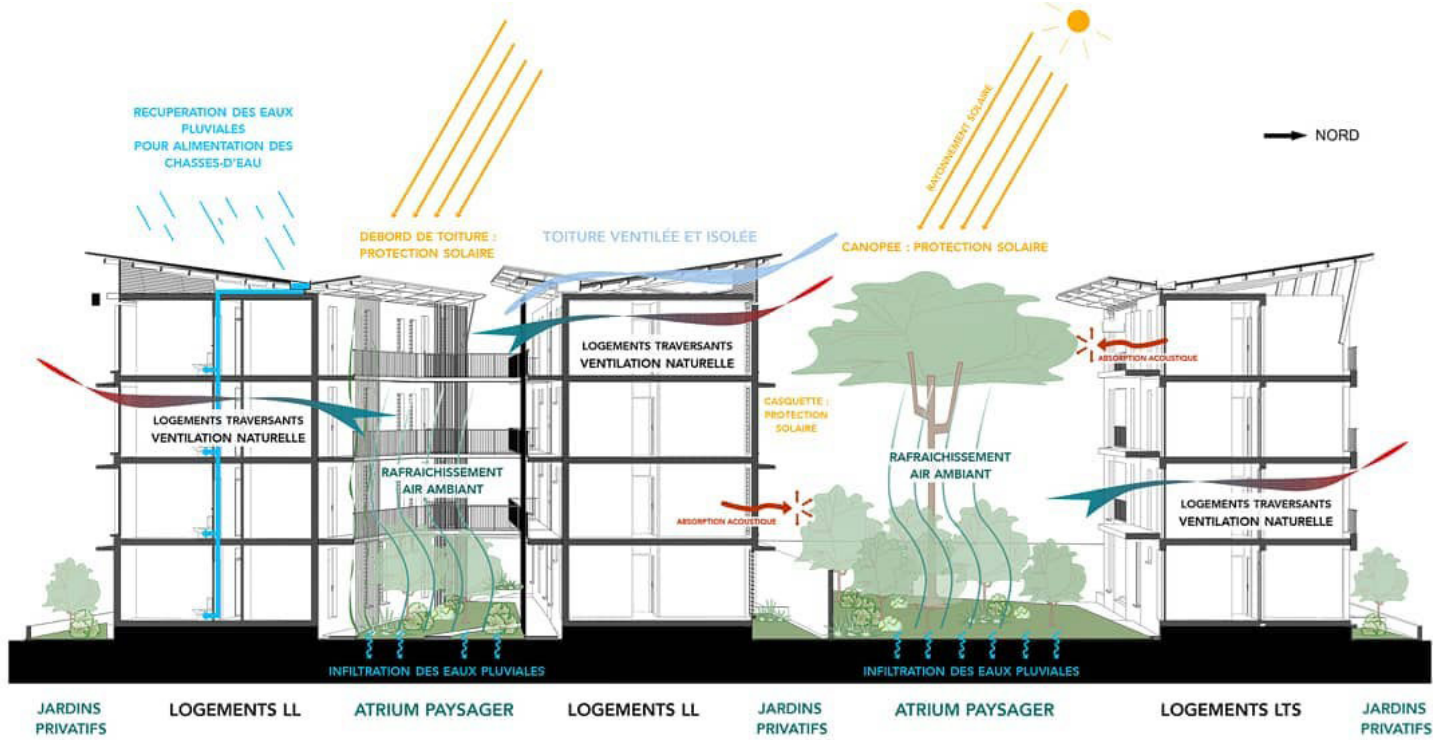 RECUPERATION DES EAUX
PLUVIALES
POUR ALIMENTATION DES
CHASSES-D'EAU
RAYONNEMENT SOLAIRE
NORD
DEBORD DE TOITURE :
PROTECTION SOLAIRE
TOITURE VENTILÉE ET ISOLÉE
CANOPEE : PROTECTION SOLAIRE
LOGEMENTS TRAVERSANTS
VENTILATION NATURELLE
ABSORPTION ACOUSTIQUE
LOGEMENTS TRAVERSANTS
VENTILATION NATURELLE
CASQUETTE :
PROTECTION
SOLAIRE
RAFRAICHISSEMENT
AIR AMBIANT
RAFRAICHISSEMENT
AIR AMBIANT
ABSORPTION ACOUSTIQUE
LOGEMENTS TRAVERSANTS
VENTILATION NATURELLE
INFILTRATION DES EAUX PLUVIALES
INFILTRATION DES EAUX PLUVIALES
JARDINS
PRIVATIFS
LOGEMENTS LL
ATRIUM PAYSAGER
LOGEMENTS LL
JARDINS
PRIVATIFS
ATRIUM PAYSAGER
LOGEMENTS LTS
JARDINS
PRIVATIFS